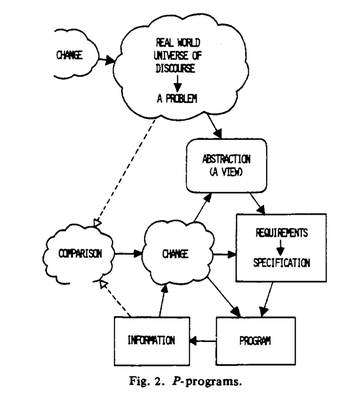 CHANGE
REAL WORLD
UNIVERSE OF
DISCOURSE
A PROBLEM
ABSTRACTION
(A VIEW)
REQUIREMENTS
SPECIFICATION
COMPARISON
CHANGE
INFORMATION
PROGRAM
Fig. 2. P-programs.